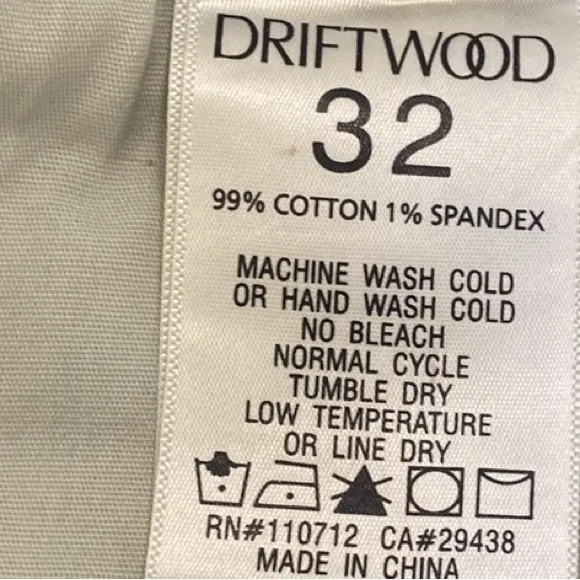 DRIFTWOOD
32
99% COTTON 1% SPANDEX
MACHINE WASH COLD
OR HAND WASH COLD
NO BLEACH
NORMAL CYCLE
TUMBLE DRY
LOW TEMPERATURE
OR LINE DRY
RN#110712 CA#29438
MADE IN CHINA